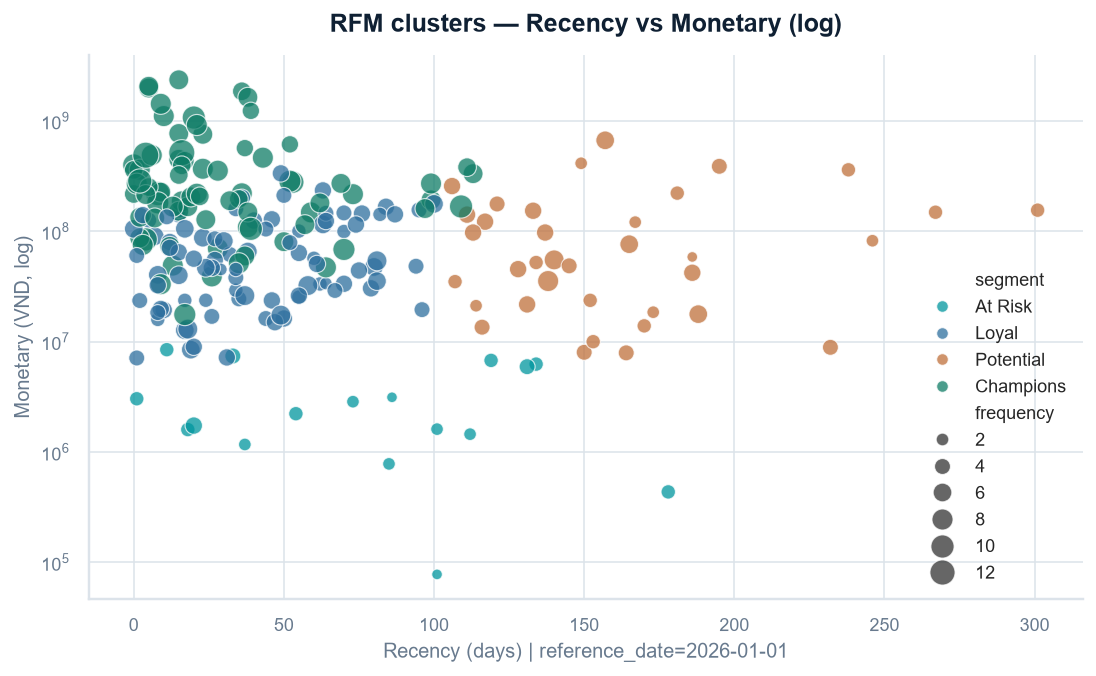 RFM clusters — Recency vs Monetary (log)
Monetary (VND, log)
10^9
10^8
10^7
10^6
10^5
0 50 100 150 200 250 300
Recency (days) | reference_date=2026-01-01
segment
At Risk
Loyal
Potential
Champions
frequency
2
4
6
8
10
12